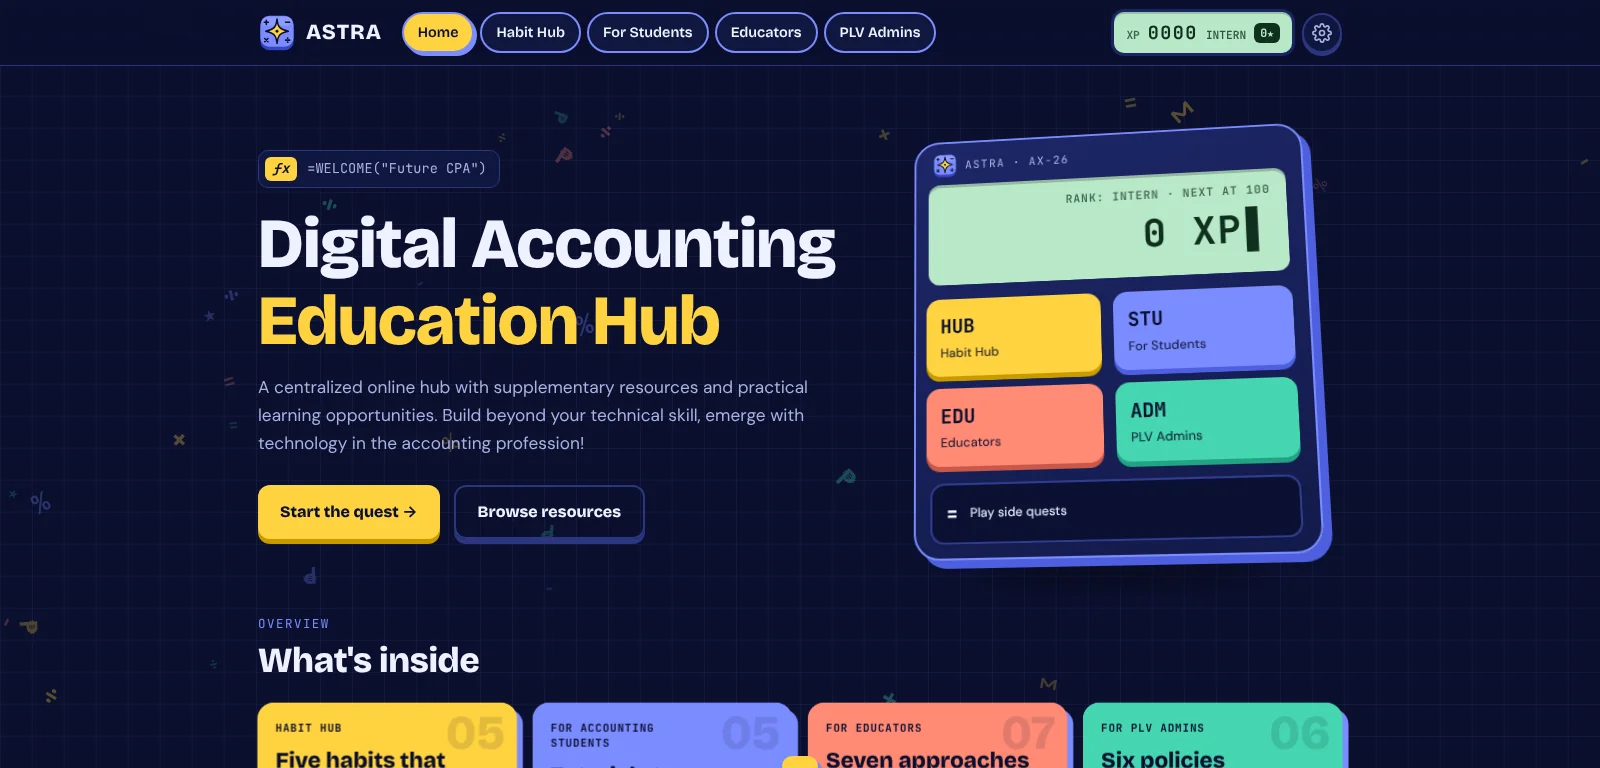 ASTRA
Home
Habit Hub
For Students
Educators
PLV Admins
XP 0000 INTERN 0★
ƒx =WELCOME("Future CPA")
Digital Accounting
Education Hub
A centralized online hub with supplementary resources and practical
learning opportunities. Build beyond your technical skill, emerge with
technology in the accounting profession!
Start the quest →
Browse resources
ASTRA · AX-26
RANK: INTERN · NEXT AT 100
0 XP
HUB
Habit Hub
STU
For Students
EDU
Educators
ADM
PLV Admins
= Play side quests
OVERVIEW
What's inside
HABIT HUB
05
Five habits that
FOR ACCOUNTING
STUDENTS
05
FOR EDUCATORS
07
Seven approaches
FOR PLV ADMINS
06
Six policies